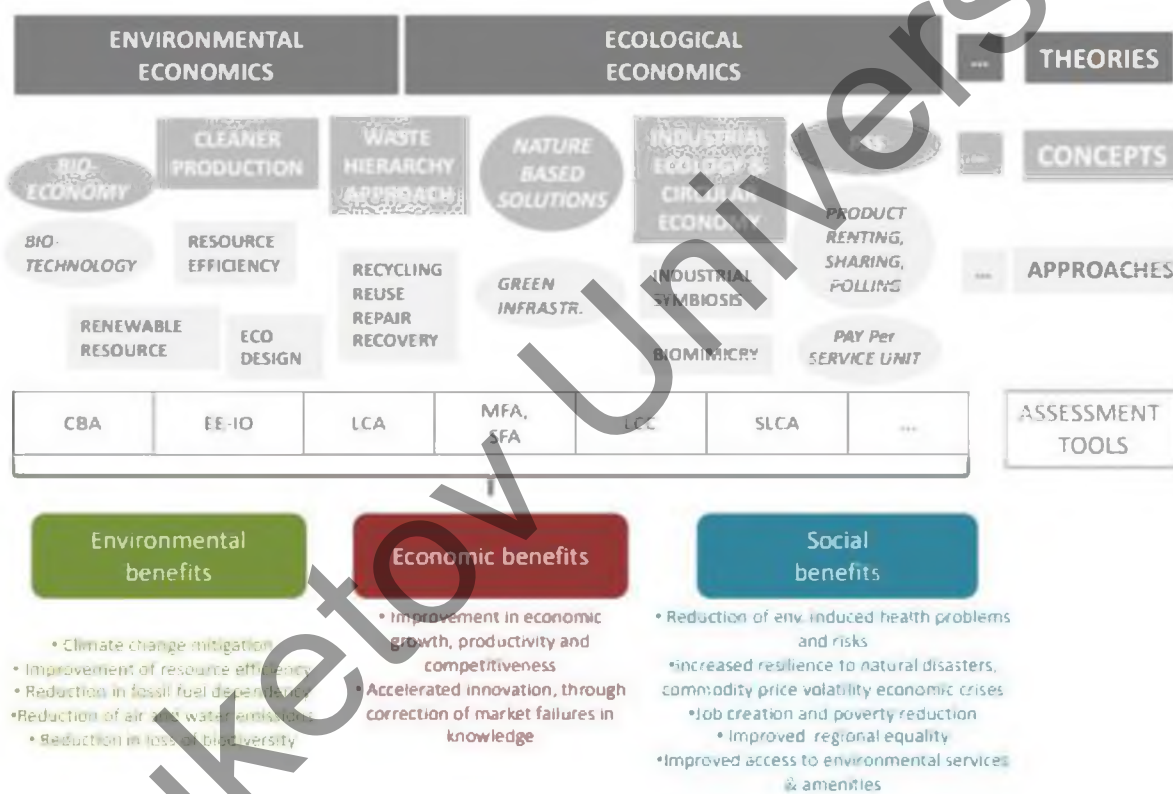 ENVIRONMENTAL
ECONOMICS
ECOLOGICAL
ECONOMICS
...
THEORIES
BIO-
ECONOMY
CLEANER
PRODUCTION
WASTE
HIERARCHY
APPROACH
NATURE
BASED
SOLUTIONS
INDUSTRIAL
ECOLOGY &
CIRCULAR
ECONOMY
CONCEPTS
BIO-
TECHNOLOGY
RESOURCE
EFFICIENCY
RENEWABLE
RESOURCE
ECO
DESIGN
RECYCLING
REUSE
REPAIR
RECOVERY
GREEN
INFRASTR.
INDUSTRIAL
SYMBIOSIS
BIOMIMICRY
PRODUCT
RENTING,
SHARING,
POLLING
PAY Per
SERVICE UNIT
...
APPROACHES
CBA
EE-IO
LCA
MFA,
SFA
LCC
SLCA
...
ASSESSMENT
TOOLS
Environmental
benefits
• Climate change mitigation
• Improvement of resource efficiency
• Reduction in fossil fuel dependency
•Reduction of air and water emissions
• Reduction in loss of biodiversity
Economic benefits
• Improvement in economic
growth, productivity and
competitiveness
• Accelerated innovation, through
correction of market failures in
knowledge
Social
benefits
• Reduction of env. induced health problems
and risks
•Increased resilience to natural disasters,
commodity price volatility economic crises
•Job creation and poverty reduction
• Improved regional equality
•Improved access to environmental services
& amenities
iketov Univers